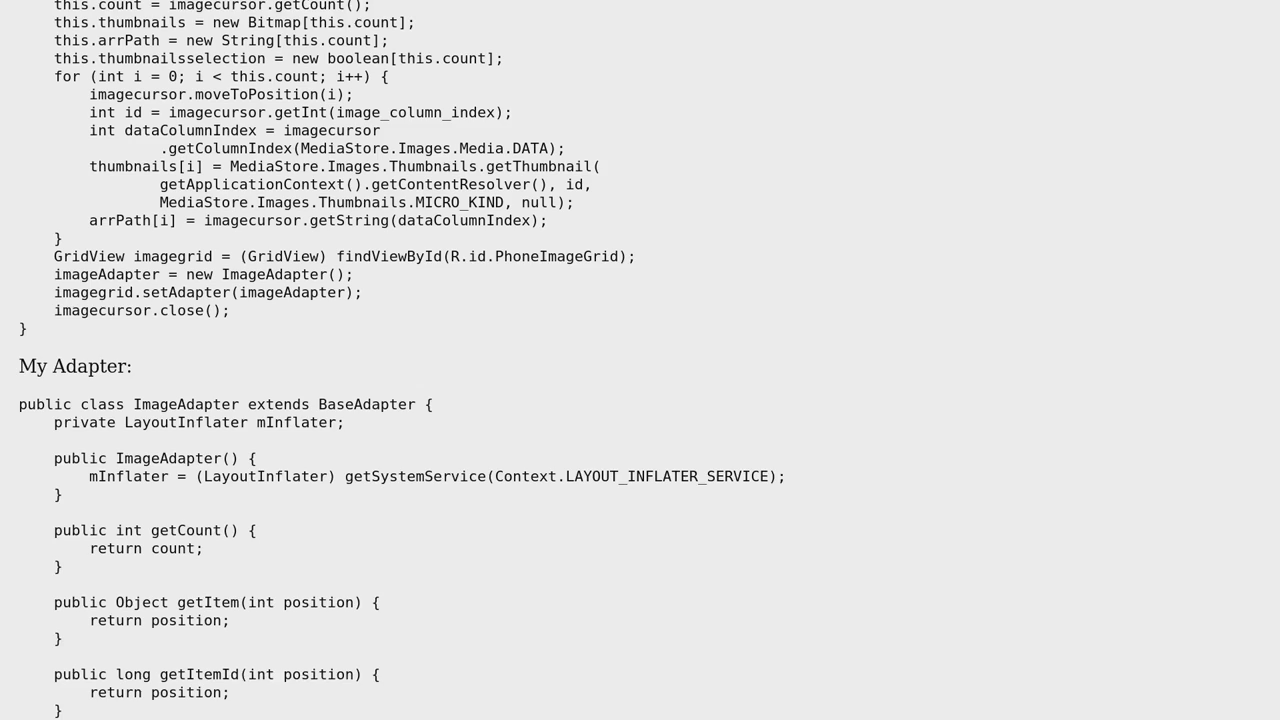 this.count = imagecursor.getCount();
this.thumbnails = new Bitmap[this.count];
this.arrPath = new String[this.count];
this.thumbnailsselection = new boolean[this.count];
for (int i = 0; i < this.count; i++) {
imagecursor.moveToPosition(i);
int id = imagecursor.getInt(image_column_index);
int dataColumnIndex = imagecursor
.getColumnIndex(MediaStore.Images.Media.DATA);
thumbnails[i] = MediaStore.Images.Thumbnails.getThumbnail(
getApplicationContext().getContentResolver(), id,
MediaStore.Images.Thumbnails.MICRO_KIND, null);
arrPath[i] = imagecursor.getString(dataColumnIndex);
}
GridView imagegrid = (GridView) findViewById(R.id.PhoneImageGrid);
imageAdapter = new ImageAdapter();
imagegrid.setAdapter(imageAdapter);
imagecursor.close();
}
My Adapter:
public class ImageAdapter extends BaseAdapter {
private LayoutInflater mInflater;
public ImageAdapter() {
mInflater = (LayoutInflater) getSystemService(Context.LAYOUT_INFLATER_SERVICE);
}
public int getCount() {
return count;
}
public Object getItem(int position) {
return position;
}
public long getItemId(int position) {
return position;
}